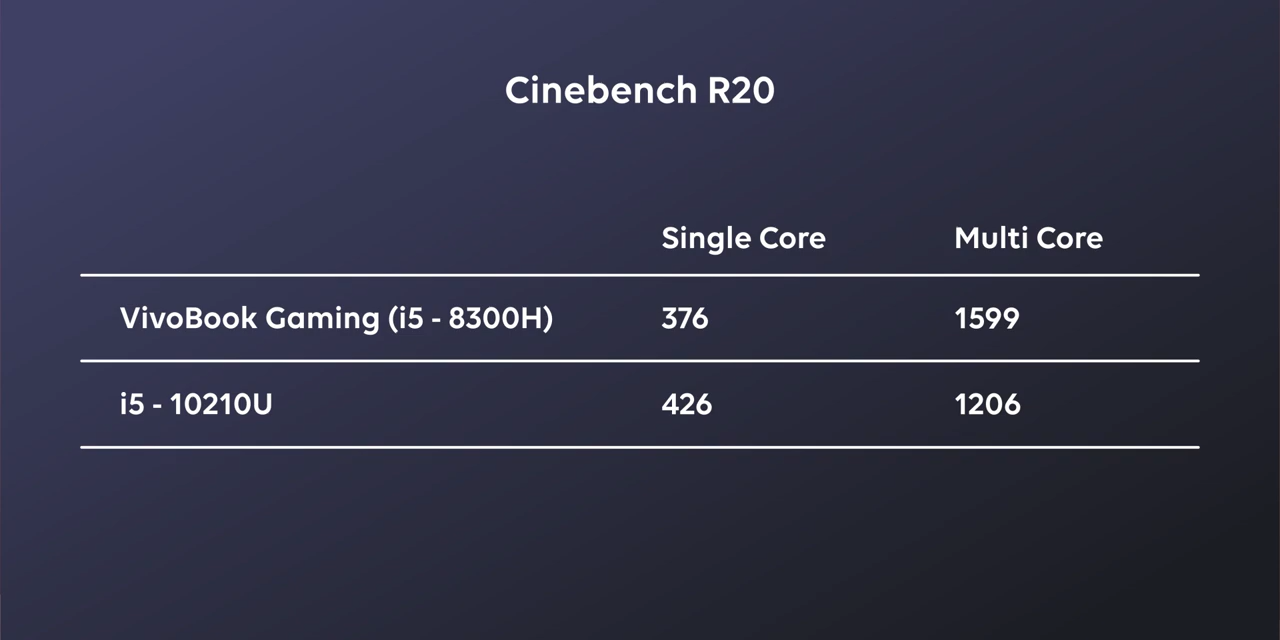 Cinebench R20
Single Core Multi Core
VivoBook Gaming (i5 - 8300H) 376 1599
i5 - 10210U 426 1206